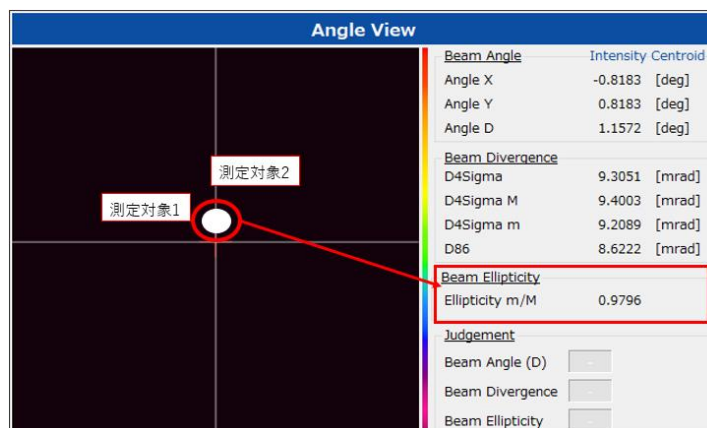 Angle View
測定対象2
測定対象1
Beam Angle Intensity Centroid
Angle X -0.8183 [deg]
Angle Y 0.8183 [deg]
Angle D 1.1572 [deg]
Beam Divergence
D4Sigma 9.3051 [mrad]
D4Sigma M 9.4003 [mrad]
D4Sigma m 9.2089 [mrad]
D86 8.6222 [mrad]
Beam Ellipticity
Ellipticity m/M 0.9796
Judgement
Beam Angle (D) -
Beam Divergence -
Beam Ellipticity -